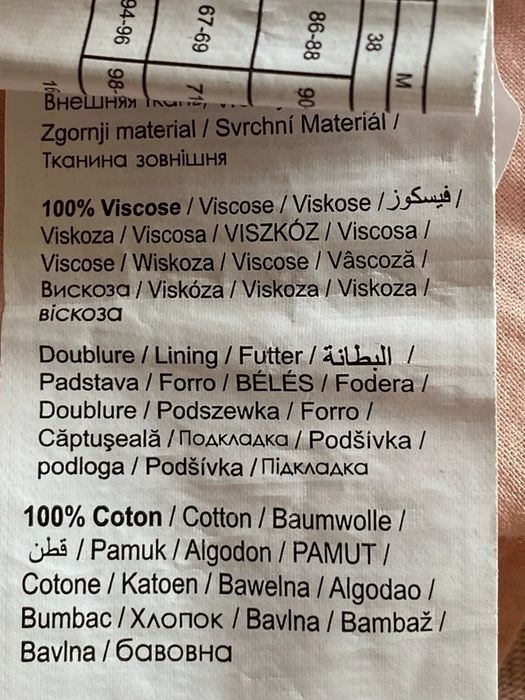 94-96
98-
67-69
71
86-88
90
38
M
Внешняя
Zgornji material / Svrchní Materiál /
Тканина зовнішня
100% Viscose / Viscose / Viskose / فيسكوز /
Viskoza / Viscosa / VISZKÓZ / Viscosa /
Viscose / Wiskoza / Viscose / Vâscoză /
Вискоза / Viskóza / Viskoza / Viskoza /
віскоза
Doublure / Lining / Futter / البطانة /
Padstava / Forro / BÉLÉS / Fodera /
Doublure / Podszewka / Forro /
Căptuşeală / Подкладка / Podšívka /
podloga / Podšívka / Підкладка
100% Coton / Cotton / Baumwolle /
قطن / Pamuk / Algodon / PAMUT /
Cotone / Katoen / Bawelna / Algodao /
Bumbac / Хлопок / Bavlna / Bambaž /
Bavlna / бавовна